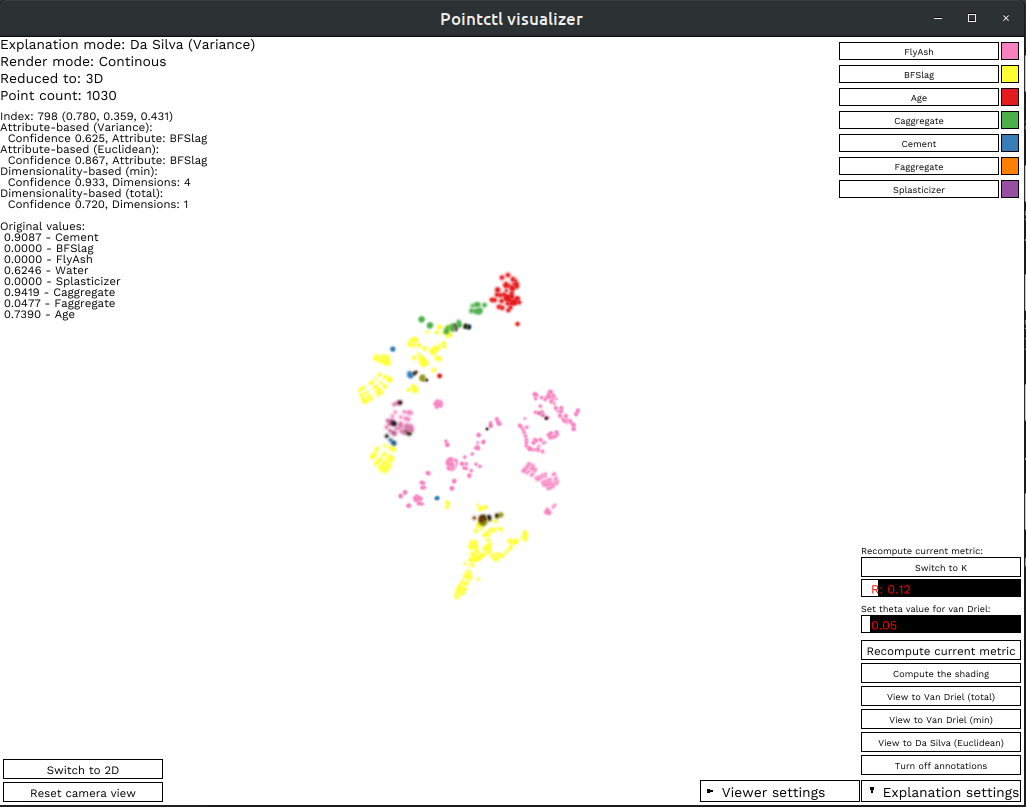 Pointctl visualizer
Explanation mode: Da Silva (Variance)
Render mode: Continous
Reduced to: 3D
Point count: 1030
Index: 798 (0.780, 0.359, 0.431)
Attribute-based (Variance):
Confidence 0.625, Attribute: BFSlag
Attribute-based (Euclidean):
Confidence 0.867, Attribute: BFSlag
Dimensionality-based (min):
Confidence 0.933, Dimensions: 4
Dimensionality-based (total):
Confidence 0.720, Dimensions: 1
Original values:
0.9087 - Cement
0.0000 - BFSlag
0.0000 - FlyAsh
0.6246 - Water
0.0000 - Splasticizer
0.9419 - Caggregate
0.0477 - Faggregate
0.7390 - Age
FlyAsh
BFSlag
Age
Caggregate
Cement
Faggregate
Splasticizer
Recompute current metric:
Switch to K
R: 0.12
Set theta value for van Driel:
0.05
Recompute current metric
Compute the shading
View to Van Driel (total)
View to Van Driel (min)
View to Da Silva (Euclidean)
Turn off annotations
Switch to 2D
Reset camera view
Viewer settings
Explanation settings